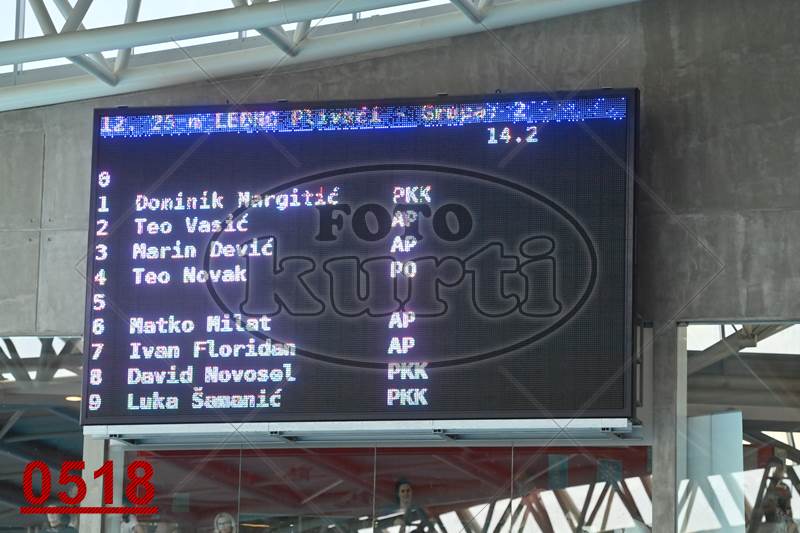 12. 25 m LEĐNO Plivači - Grupa: 2
14.2
0
1 Dominik Margitić PKK
2 Teo Vasić AP
3 Marin Dević AP
4 Teo Novak PO
5
6 Matko Milat AP
7 Ivan Floridan AP
8 David Novosel PKK
9 Luka Šamanić PKK
FOTO
kurti
0518